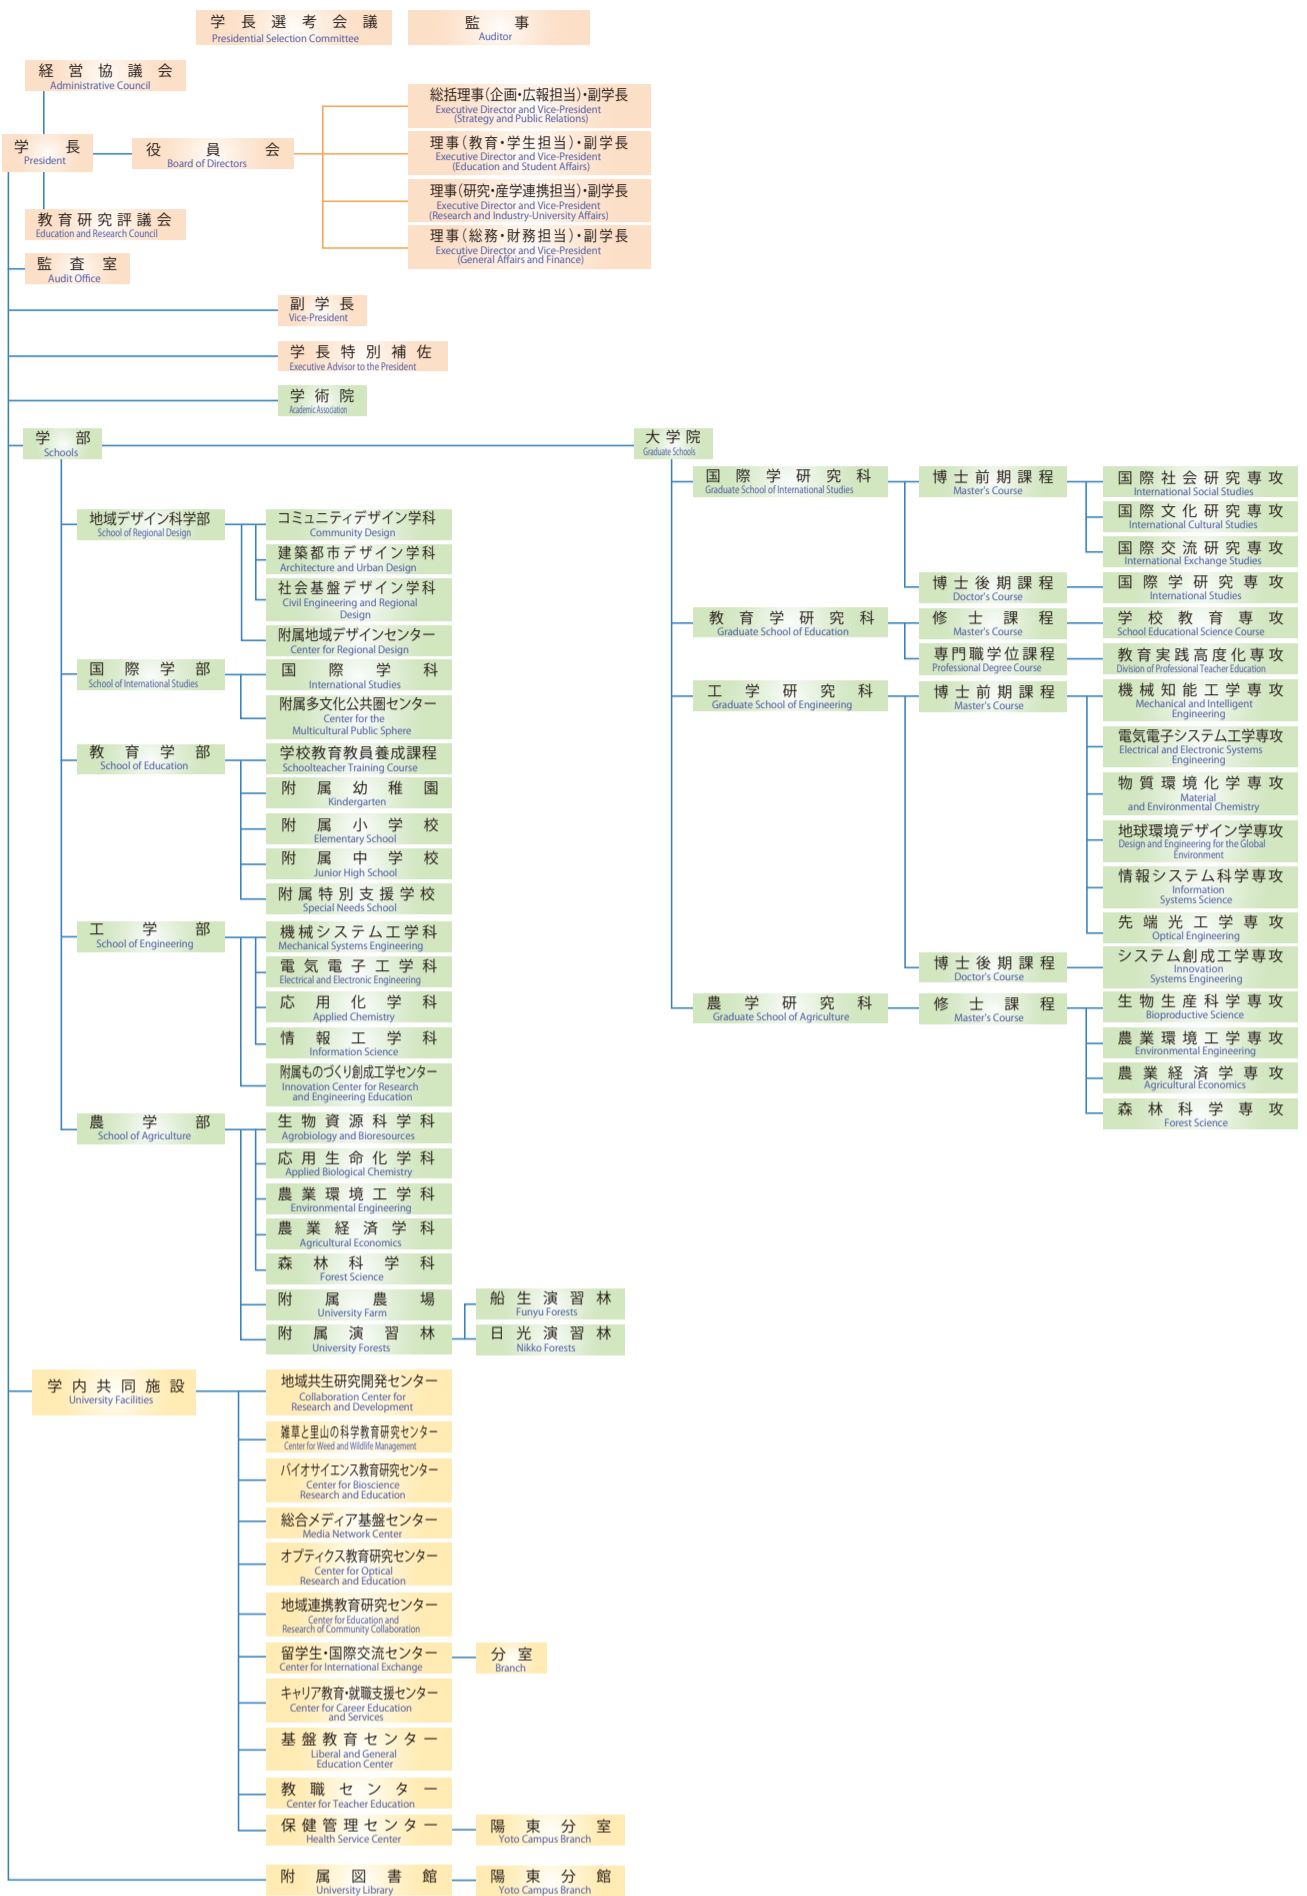 学長選考会議
Presidential Selection Committee
監事
Auditor
経営協議会
Administrative Council
総括理事(企画・広報担当)・副学長
Executive Director and Vice-President
(Strategy and Public Relations)
学長
President
役員会
Board of Directors
理事(教育・学生担当)・副学長
Executive Director and Vice-President
(Education and Student Affairs)
理事(研究・産学連携担当)・副学長
Executive Director and Vice-President
(Research and Industry-University Affairs)
教育研究評議会
Education and Research Council
理事(総務・財務担当)・副学長
Executive Director and Vice-President
(General Affairs and Finance)
監査室
Audit Office
副学長
Vice-President
学長特別補佐
Executive Advisor to the President
学術院
Academic Association
学部
Schools
地域デザイン科学部
School of Regional Design
コミュニティデザイン学科
Community Design
建築都市デザイン学科
Architecture and Urban Design
社会基盤デザイン学科
Civil Engineering and Regional
Design
附属地域デザインセンター
Center for Regional Design
国際学部
School of International Studies
国際学科
International Studies
附属多文化公共圏センター
Center for the
Multicultural Public Sphere
教育学部
School of Education
学校教育教員養成課程
Schoolteacher Training Course
附属幼稚園
Kindergarten
附属小学校
Elementary School
附属中学校
Junior High School
附属特別支援学校
Special Needs School
工学部
School of Engineering
機械システム工学科
Mechanical Systems Engineering
電気電子工学科
Electrical and Electronic Engineering
応用化学科
Applied Chemistry
情報工学科
Information Science
附属ものづくり創成工学センター
Innovation Center for Research
and Engineering Education
農学部
School of Agriculture
生物資源科学科
Agrobiology and Bioresources
応用生命化学科
Applied Biological Chemistry
農業環境工学科
Environmental Engineering
農業経済学科
Agricultural Economics
森林科学科
Forest Science
附属農場
University Farm
附属演習林
University Forests
船生演習林
Funyu Forests
日光演習林
Nikko Forests
大学院
Graduate Schools
国際学研究科
Graduate School of International Studies
博士前期課程
Master's Course
国際社会研究専攻
International Social Studies
国際文化研究専攻
International Cultural Studies
国際交流研究専攻
International Exchange Studies
博士後期課程
Doctor's Course
国際学研究専攻
International Studies
教育学研究科
Graduate School of Education
修士課程
Master's Course
学校教育専攻
School Educational Science Course
専門職学位課程
Professional Degree Course
教育実践高度化専攻
Division of Professional Teacher Education
工学研究科
Graduate School of Engineering
博士前期課程
Master's Course
機械知能工学専攻
Mechanical and Intelligent
Engineering
電気電子システム工学専攻
Electrical and Electronic Systems
Engineering
物質環境化学専攻
Material
and Environmental Chemistry
地球環境デザイン学専攻
Design and Engineering for the Global
Environment
情報システム科学専攻
Information
Systems Science
先端光工学専攻
Optical Engineering
博士後期課程
Doctor's Course
システム創成工学専攻
Innovation
Systems Engineering
農学研究科
Graduate School of Agriculture
修士課程
Master's Course
生物生産科学専攻
Bioproductive Science
農業環境工学専攻
Environmental Engineering
農業経済学専攻
Agricultural Economics
森林科学専攻
Forest Science
学内共同施設
University Facilities
地域共生研究開発センター
Collaboration Center for
Research and Development
雑草と里山の科学教育研究センター
Center for Weed and Wildlife Management
バイオサイエンス教育研究センター
Center for Bioscience
Research and Education
総合メディア基盤センター
Media Network Center
オプティクス教育研究センター
Center for Optical
Research and Education
地域連携教育研究センター
Center for Education and
Research of Community Collaboration
留学生・国際交流センター
Center for International Exchange
分室
Branch
キャリア教育・就職支援センター
Center for Career Education
and Services
基盤教育センター
Liberal and General
Education Center
教職センター
Center for Teacher Education
保健管理センター
Health Service Center
陽東分室
Yoto Campus Branch
附属図書館
University Library
陽東分館
Yoto Campus Branch